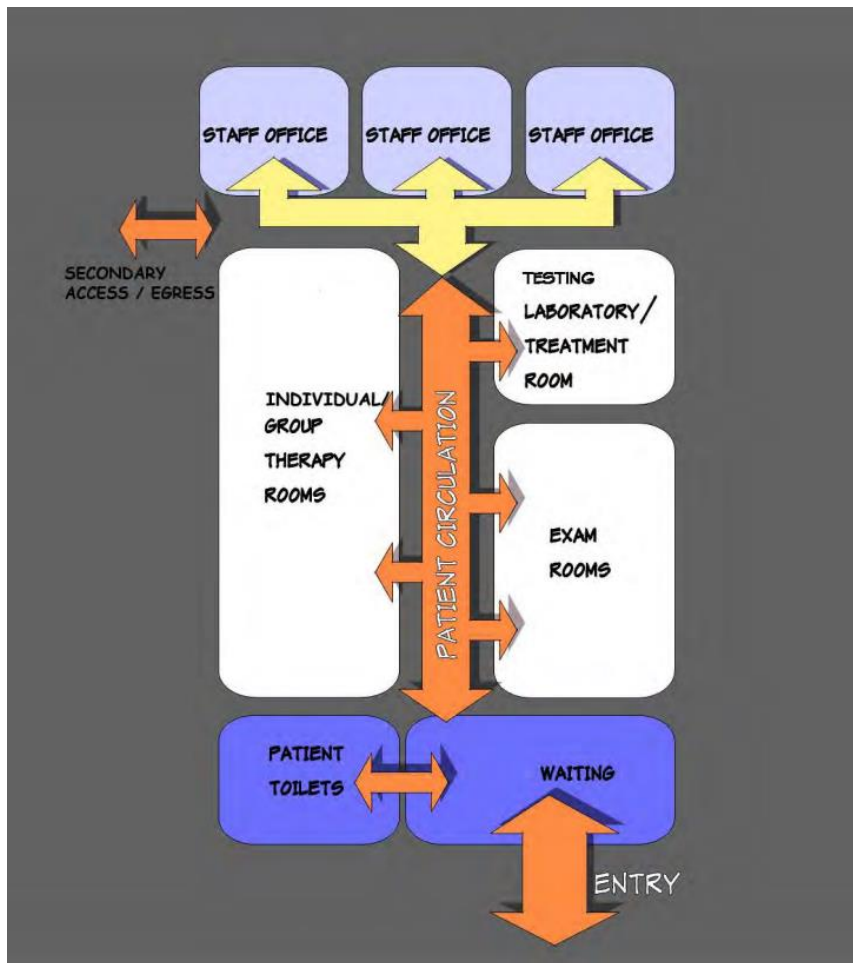 STAFF OFFICE
STAFF OFFICE
STAFF OFFICE
SECONDARY
ACCESS / EGRESS
TESTING
LABORATORY/
TREATMENT
ROOM
INDIVIDUAL/
GROUP
THERAPY
ROOMS
PATIENT CIRCULATION
EXAM
ROOMS
PATIENT
TOILETS
WAITING
ENTRY